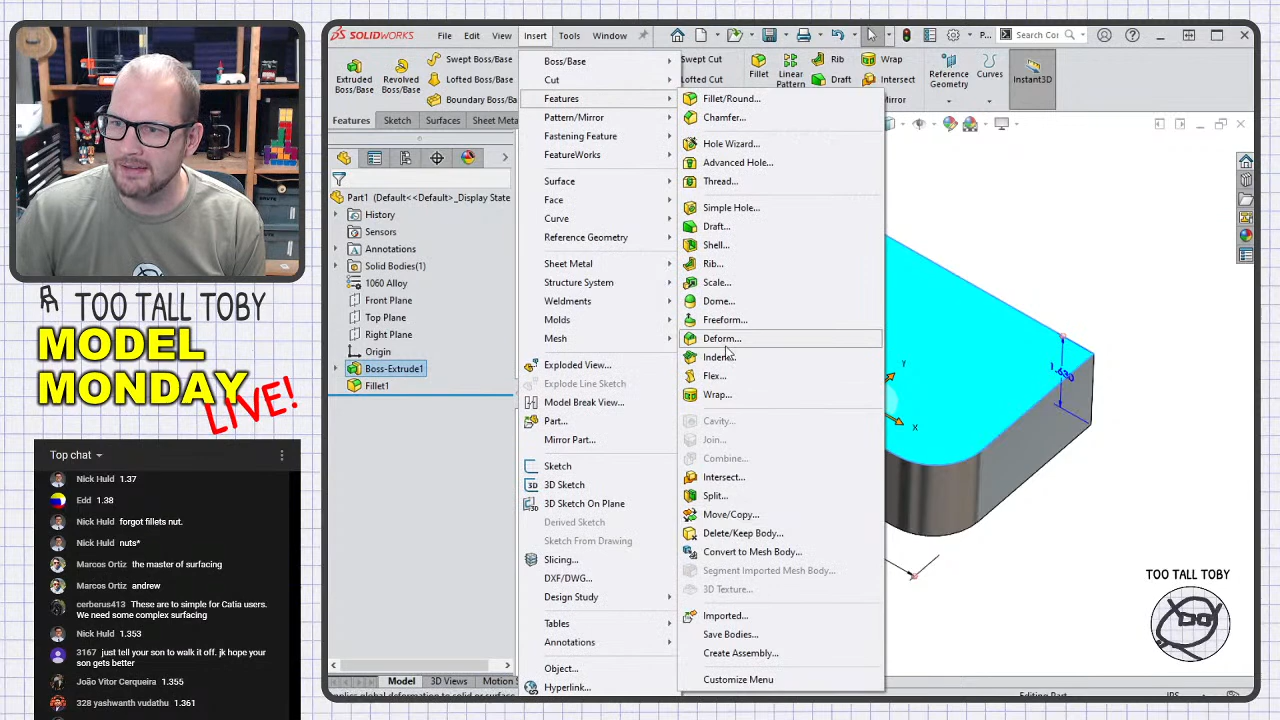 SOLIDWORKS
File
Edit
View
Insert
Tools
Window
Search Con
Extruded
Boss/Base
Revolved
Boss/Base
Swept Boss/Base
Lofted Boss/Base
Boundary Boss/Ba
Boss/Base
Cut
Features
Pattern/Mirror
Fastening Feature
FeatureWorks
Surface
Face
Curve
Reference Geometry
Sheet Metal
Structure System
Weldments
Molds
Mesh
Exploded View...
Explode Line Sketch
Model Break View...
Part...
Mirror Part...
Sketch
3D Sketch
3D Sketch On Plane
Derived Sketch
Sketch From Drawing
Slicing...
DXF/DWG...
Design Study
Tables
Annotations
Object...
Hyperlink...
Fillet/Round...
Chamfer...
Hole Wizard...
Advanced Hole...
Thread...
Simple Hole...
Draft...
Shell...
Rib...
Scale...
Dome...
Freeform...
Deform...
Indent...
Flex...
Wrap...
Cavity...
Join...
Combine...
Intersect...
Split...
Move/Copy...
Delete/Keep Body...
Convert to Mesh Body...
Segment Imported Mesh Body...
3D Texture...
Imported...
Save Bodies...
Create Assembly...
Customize Menu
Swept Cut
Lofted Cut
Fillet
Linear
Pattern
Rib
Draft
Wrap
Intersect
Mirror
Reference
Geometry
Curves
Instant3D
Features
Sketch
Surfaces
Sheet Meta
Part1 (Default<<Default>_Display State
History
Sensors
Annotations
Solid Bodies(1)
1060 Alloy
Front Plane
Top Plane
Right Plane
Origin
Boss-Extrude1
Fillet1
Y
X
Model
3D Views
Motion S
Editing Part
IPS
TOO TALL TOBY
MODEL
MONDAY
LIVE!
Top chat
Nick Huld 1.37
Edd 1.38
Nick Huld forgot fillets nut.
Nick Huld nuts*
Marcos Ortiz the master of surfacing
Marcos Ortiz andrew
cerberus413 These are to simple for Catia users.
We need some complex surfacing
Nick Huld 1.353
3167 just tell your son to walk it off. jk hope your
son gets better
João Vitor Cerqueira 1.355
328 yashwanth vudathu 1.361
TOO TALL TOBY